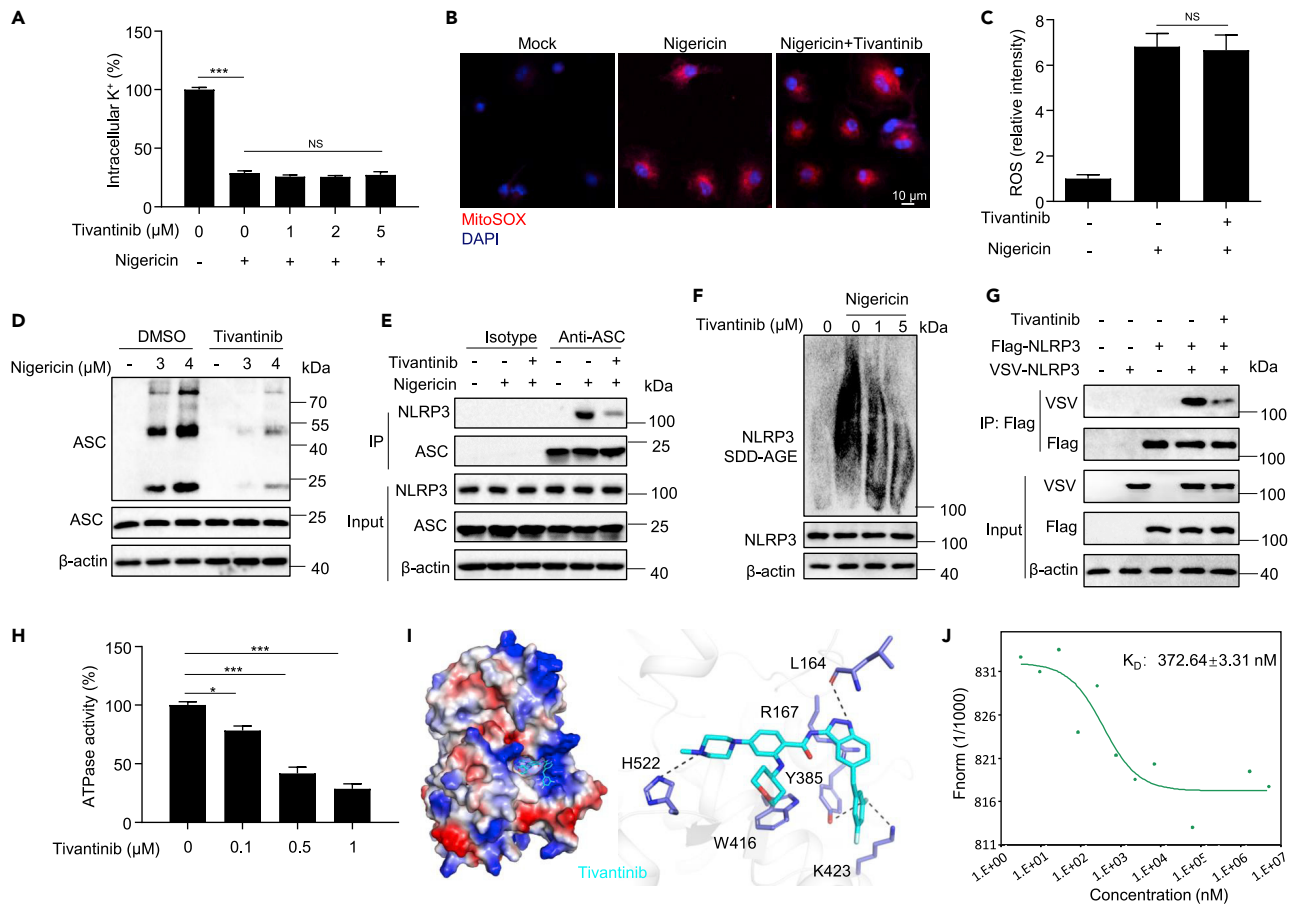 A
Intracellular K⁺ (%)
150
100
50
0
***
NS
Tivantinib (μM) 0 0 1 2 5
Nigericin - + + + +
B
Mock Nigericin Nigericin+Tivantinib
10 μm
MitoSOX
DAPI
C
ROS (relative intensity)
8
6
4
2
0
NS
Tivantinib - - +
Nigericin - + +
D
DMSO Tivantinib
Nigericin (μM) - 3 4 - 3 4 kDa
ASC
70
55
40
25
ASC 25
β-actin 40
E
Isotype Anti-ASC
Tivantinib - - + - - +
Nigericin - + + - + + kDa
IP
NLRP3 100
ASC 25
Input
NLRP3 100
ASC 25
β-actin 40
F
Nigericin
Tivantinib (μM) 0 0 1 5 kDa
NLRP3
SDD-AGE
100
NLRP3 100
β-actin 40
G
Tivantinib - - - - +
Flag-NLRP3 - - + + +
VSV-NLRP3 - + - + + kDa
IP: Flag
VSV 100
Flag 100
Input
VSV 100
Flag 100
β-actin 40
H
ATPase activity (%)
150
100
50
0
***
***
*
Tivantinib (μM) 0 0.1 0.5 1
I
Tivantinib
L164
R167
H522
Y385
W416
K423
J
K_D: 372.64±3.31 nM
Fnorm (1/1000)
831
826
822
817
811
1.E+00 1.E+01 1.E+02 1.E+03 1.E+04 1.E+05 1.E+06 1.E+07
Concentration (nM)